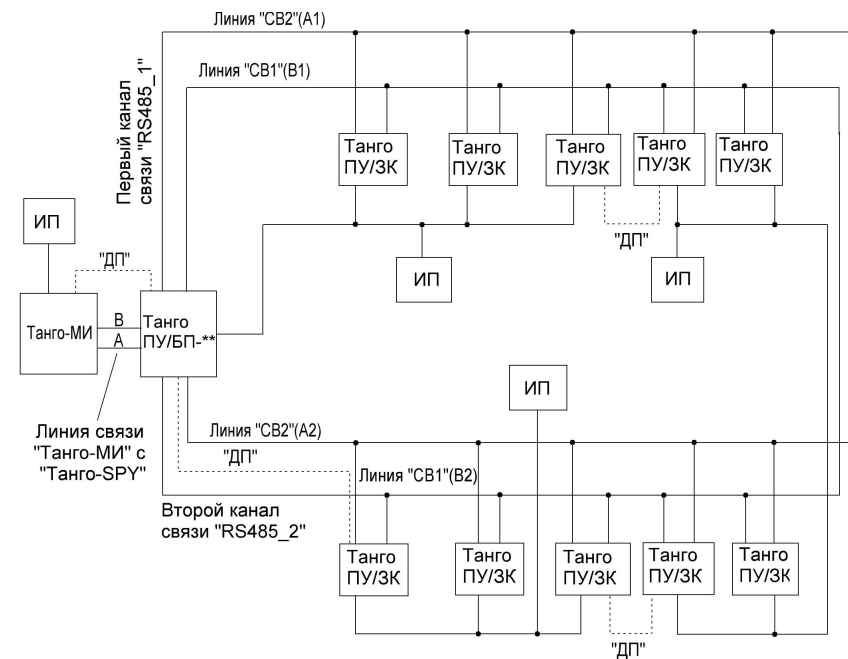 Линия "СВ2"(А1)
Линия "СВ1"(В1)
Первый канал
связи "RS485_1"
Танго
ПУ/ЗК
Танго
ПУ/ЗК
Танго
ПУ/ЗК
Танго
ПУ/ЗК
Танго
ПУ/ЗК
ИП
"ДП"
"ДП"
ИП
ИП
Танго-МИ
В
А
Танго
ПУ/БП-**
ИП
Линия связи
"Танго-МИ" с
"Танго-SPY"
Линия "СВ2"(А2)
"ДП"
Линия "СВ1"(В2)
Второй канал
связи "RS485_2"
Танго
ПУ/ЗК
Танго
ПУ/ЗК
Танго
ПУ/ЗК
Танго
ПУ/ЗК
Танго
ПУ/ЗК
"ДП"